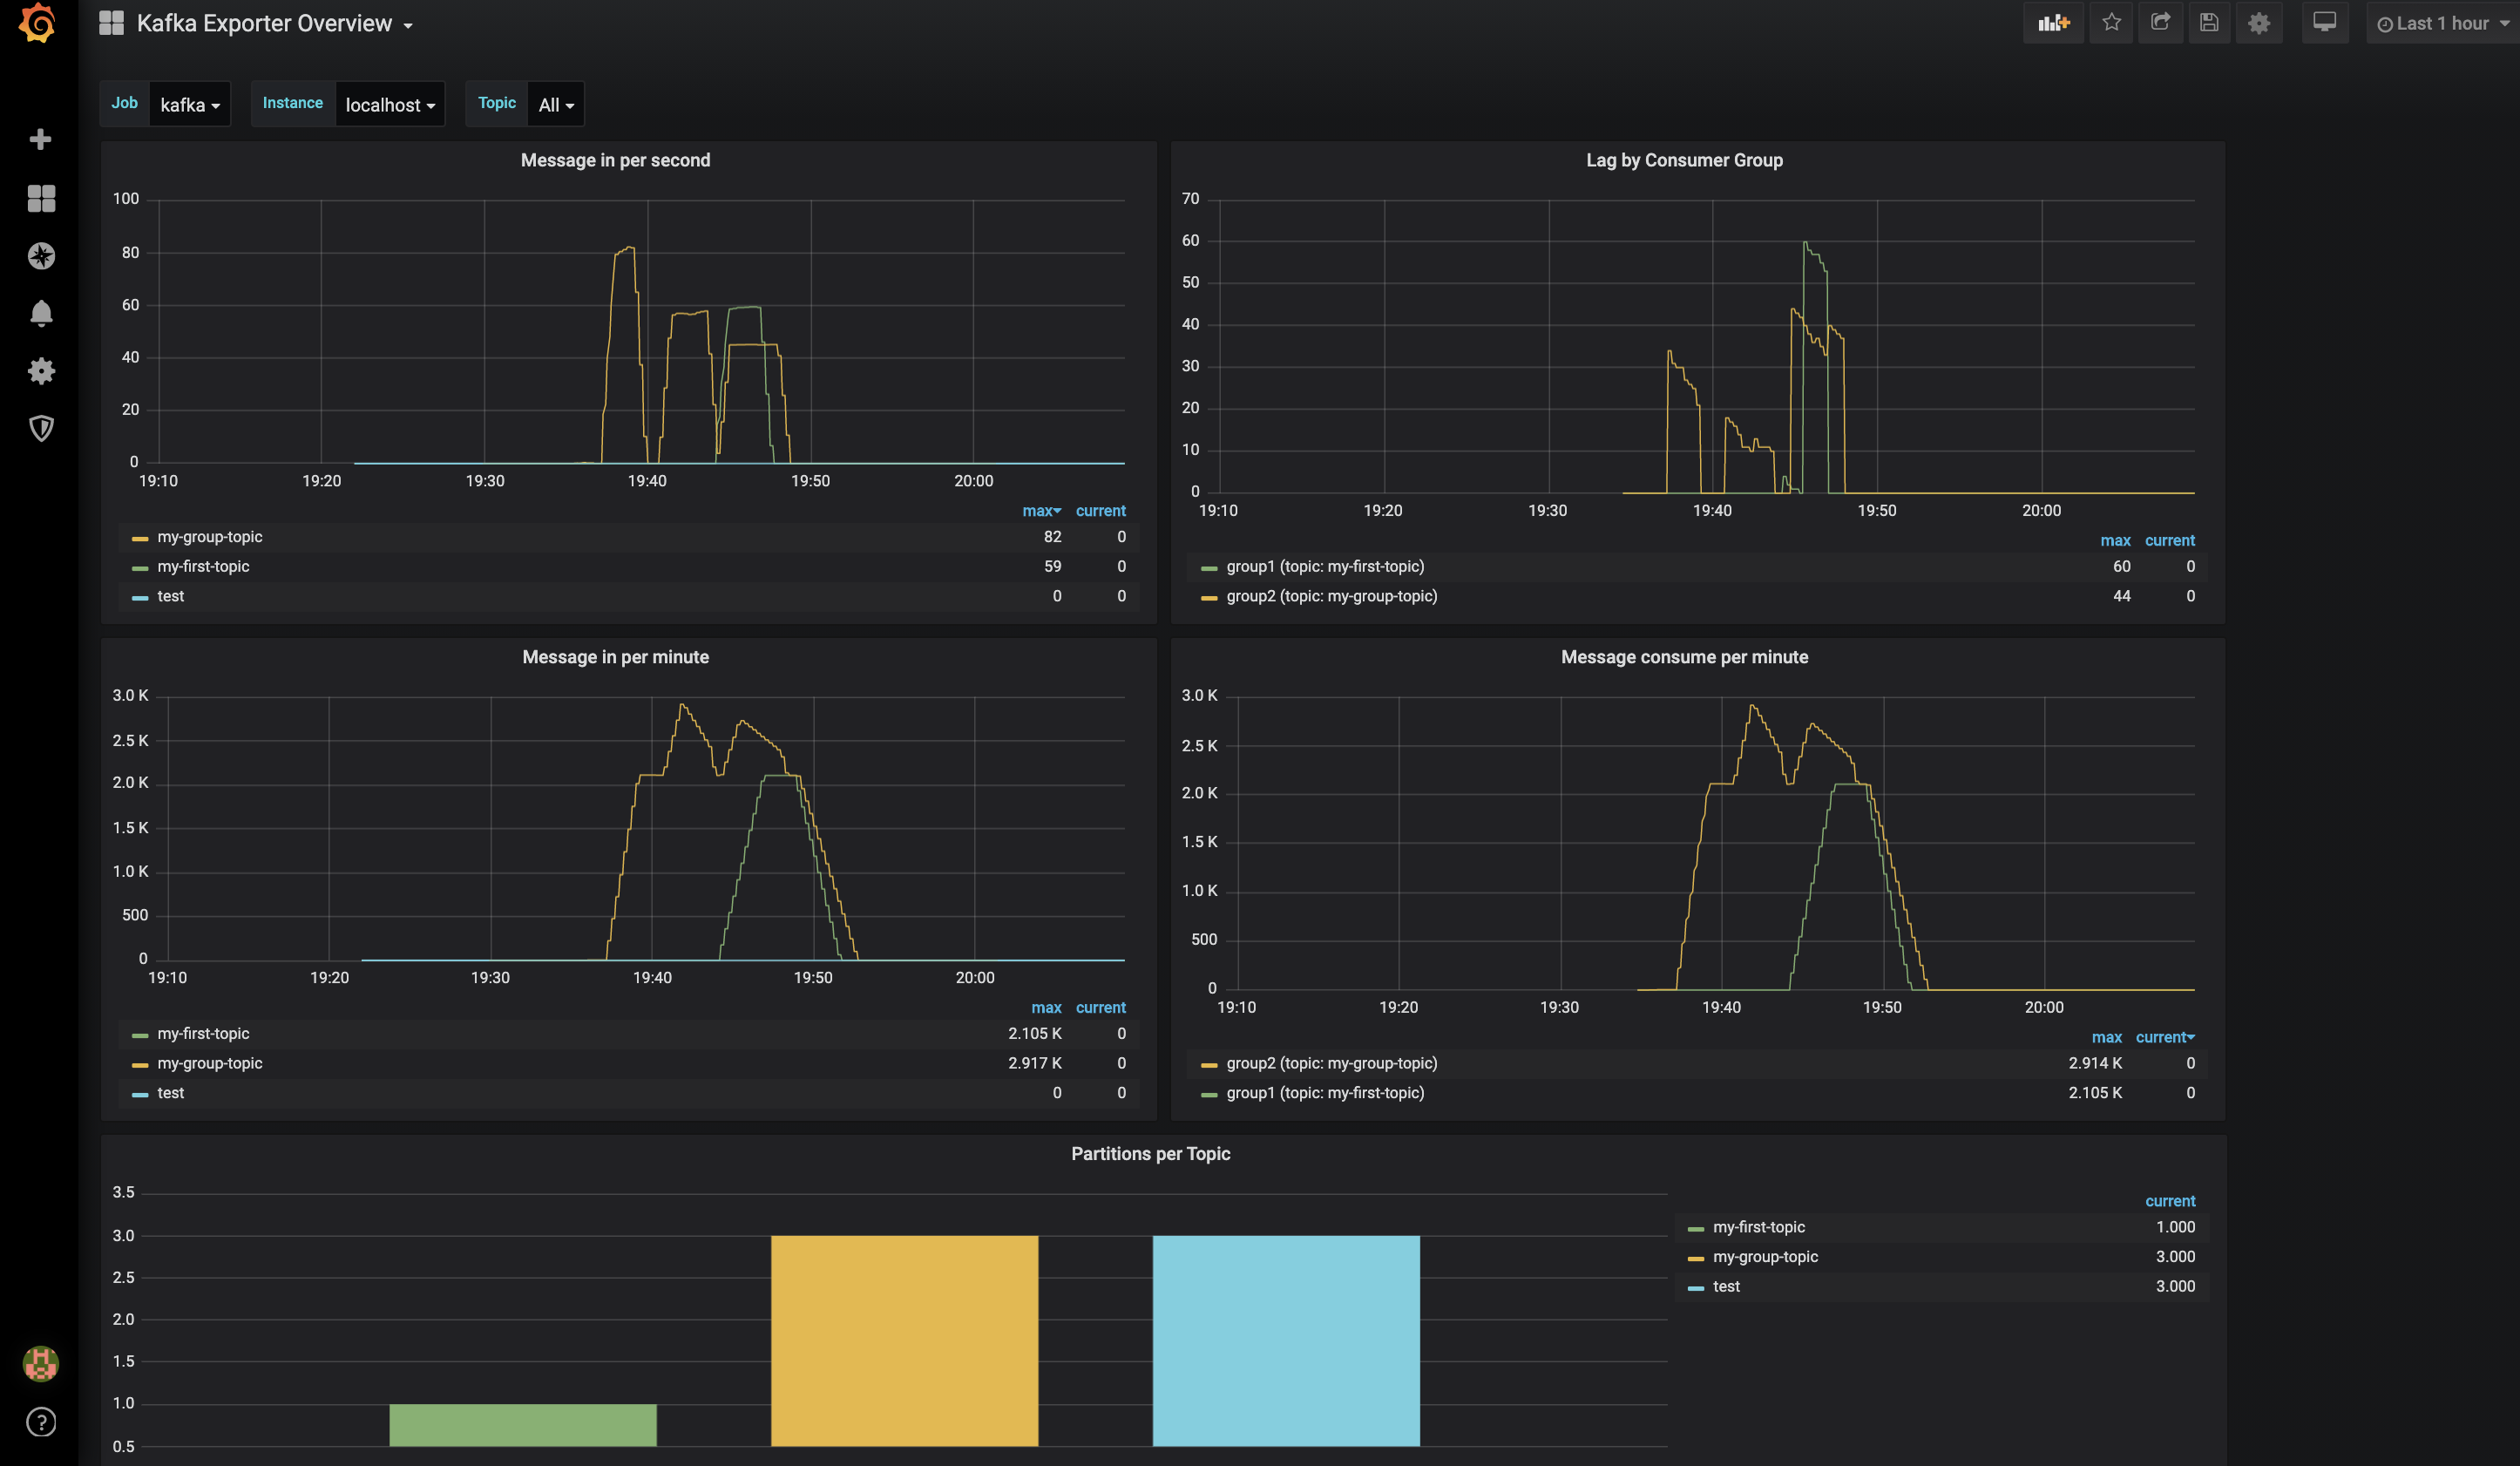 Kafka Exporter Overview
Last 1 hour
Job kafka Instance localhost Topic All
Message in per second
100
80
60
40
20
0
19:10 19:20 19:30 19:40 19:50 20:00
max current
my-group-topic 82 0
my-first-topic 59 0
test 0 0
Lag by Consumer Group
70
60
50
40
30
20
10
0
19:10 19:20 19:30 19:40 19:50 20:00
max current
group1 (topic: my-first-topic) 60 0
group2 (topic: my-group-topic) 44 0
Message in per minute
3.0 K
2.5 K
2.0 K
1.5 K
1.0 K
500
0
19:10 19:20 19:30 19:40 19:50 20:00
max current
my-first-topic 2.105 K 0
my-group-topic 2.917 K 0
test 0 0
Message consume per minute
3.0 K
2.5 K
2.0 K
1.5 K
1.0 K
500
0
19:10 19:20 19:30 19:40 19:50 20:00
max current
group2 (topic: my-group-topic) 2.914 K 0
group1 (topic: my-first-topic) 2.105 K 0
Partitions per Topic
3.5
3.0
2.5
2.0
1.5
1.0
0.5
current
my-first-topic 1.000
my-group-topic 3.000
test 3.000
?